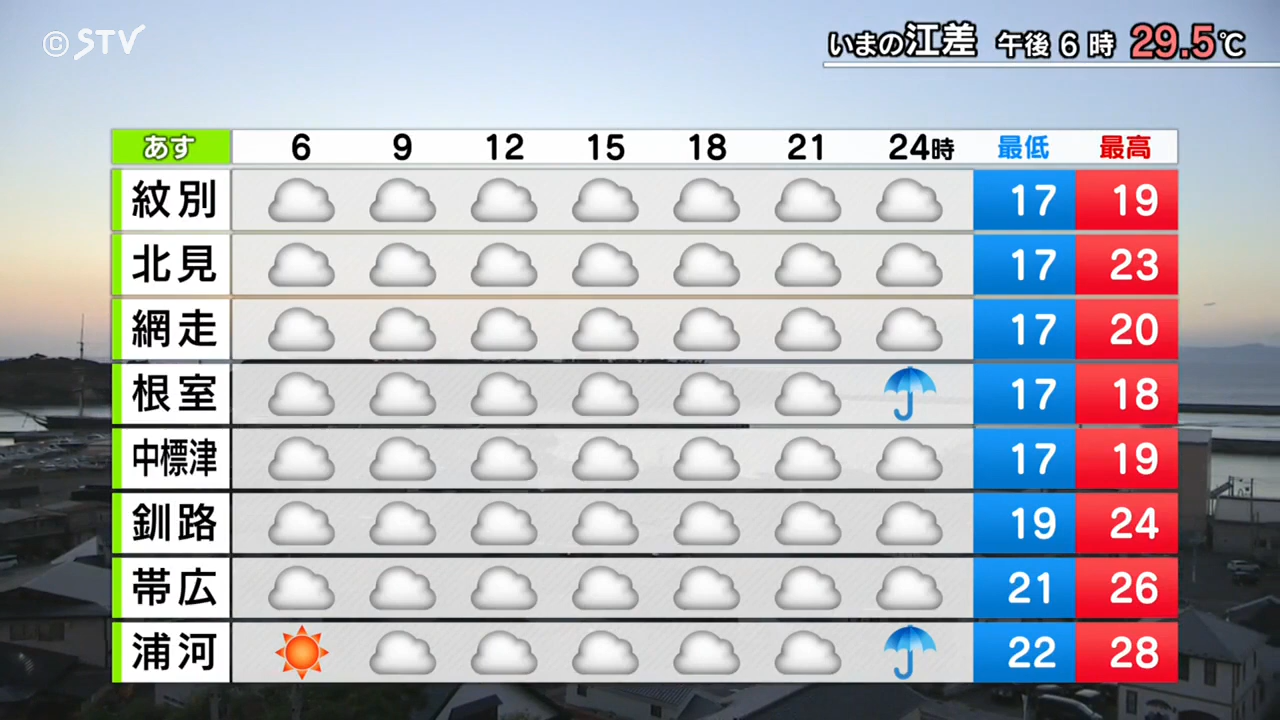 © STV
いまの江差 午後6時 29.5℃
あす 6 9 12 15 18 21 24時 最低 最高
紋別 17 19
北見 17 23
網走 17 20
根室 17 18
中標津 17 19
釧路 19 24
帯広 21 26
浦河 22 28